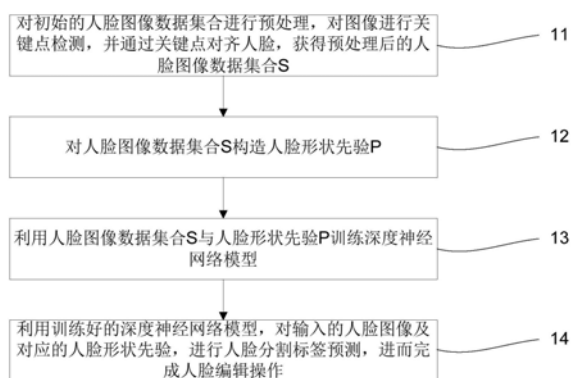 对初始的人脸图像数据集合进行预处理，对图像进行关
键点检测，并通过关键点对齐人脸，获得预处理后的人
脸图像数据集合S
11
对人脸图像数据集合S构造人脸形状先验P
12
利用人脸图像数据集合S与人脸形状先验P训练深度神经
网络模型
13
利用训练好的深度神经网络模型，对输入的人脸图像及
对应的人脸形状先验，进行人脸分割标签预测，进而完
成人脸编辑操作
14